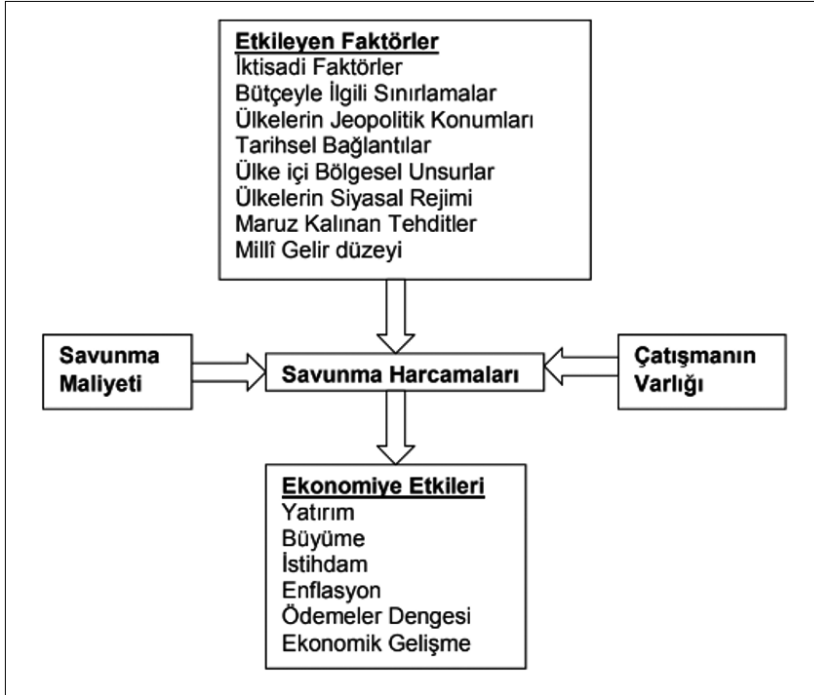 Etkileyen Faktörler
İktisadi Faktörler
Bütçeyle İlgili Sınırlamalar
Ülkelerin Jeopolitik Konumları
Tarihsel Bağlantılar
Ülke içi Bölgesel Unsurlar
Ülkelerin Siyasal Rejimi
Maruz Kalınan Tehditler
Millî Gelir düzeyi
Savunma
Maliyeti
Savunma Harcamaları
Çatışmanın
Varlığı
Ekonomiye Etkileri
Yatırım
Büyüme
İstihdam
Enflasyon
Ödemeler Dengesi
Ekonomik Gelişme